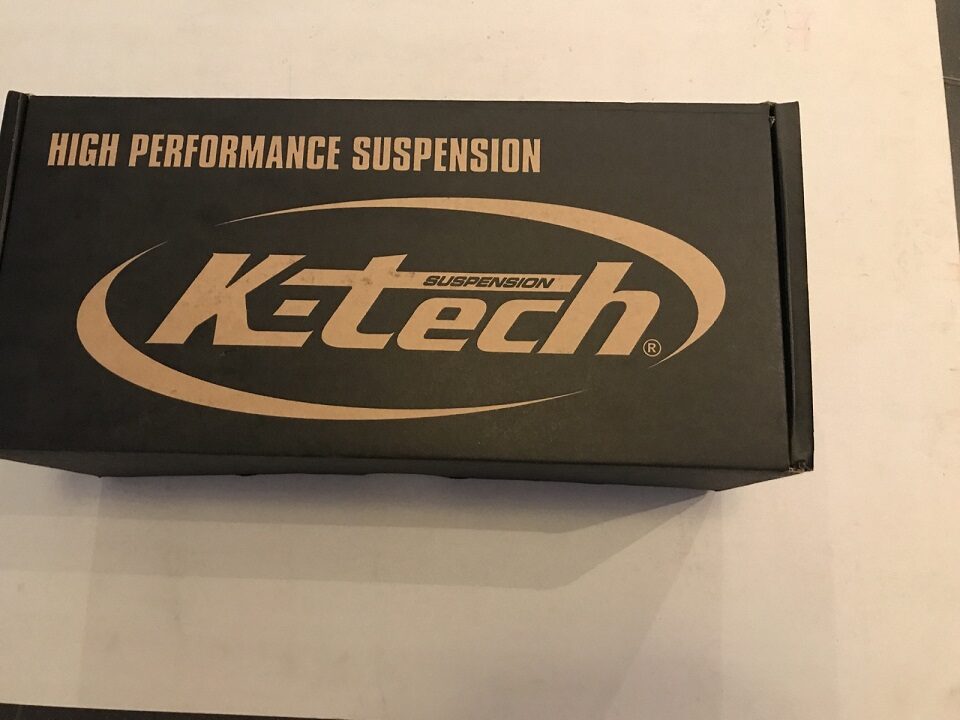 HIGH PERFORMANCE SUSPENSION
SUSPENSION
K-tech®